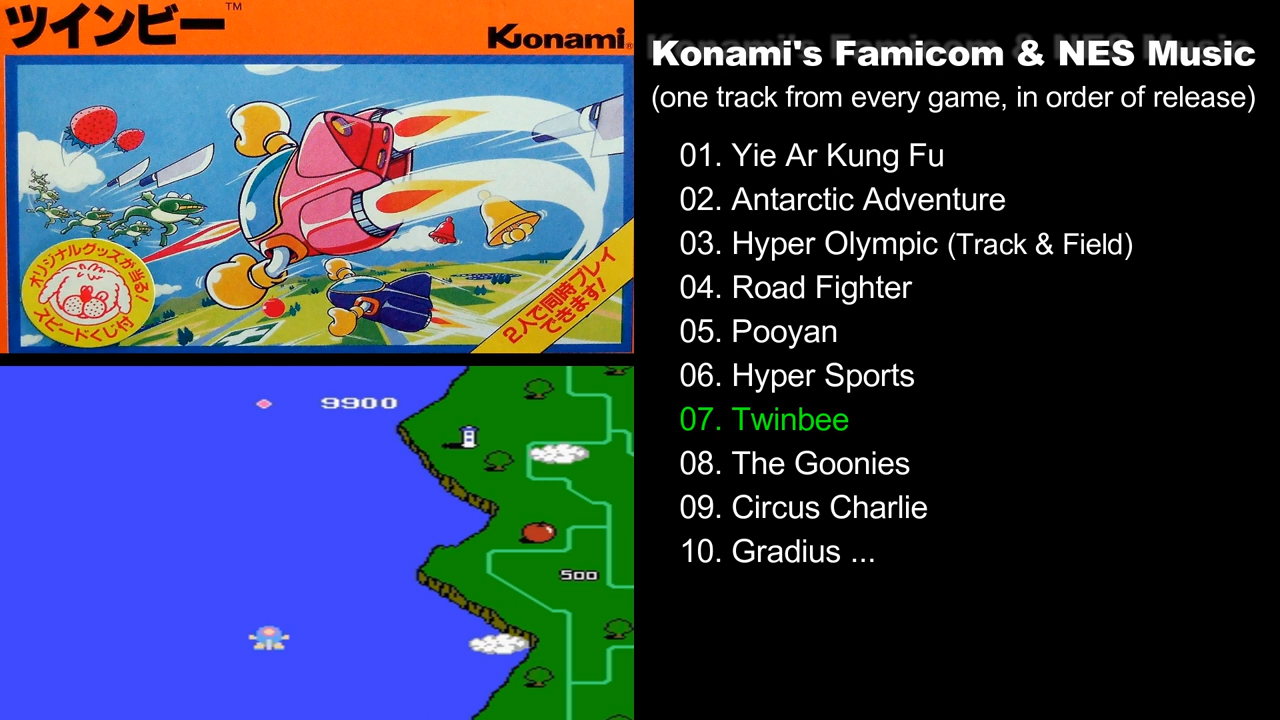 ツインビー™
Konami®
オリジナルグッズが当る!
スピードくじ付
2人で同時プレイ
できます!
9900
500
Konami's Famicom & NES Music
(one track from every game, in order of release)
01. Yie Ar Kung Fu
02. Antarctic Adventure
03. Hyper Olympic (Track & Field)
04. Road Fighter
05. Pooyan
06. Hyper Sports
07. Twinbee
08. The Goonies
09. Circus Charlie
10. Gradius ...